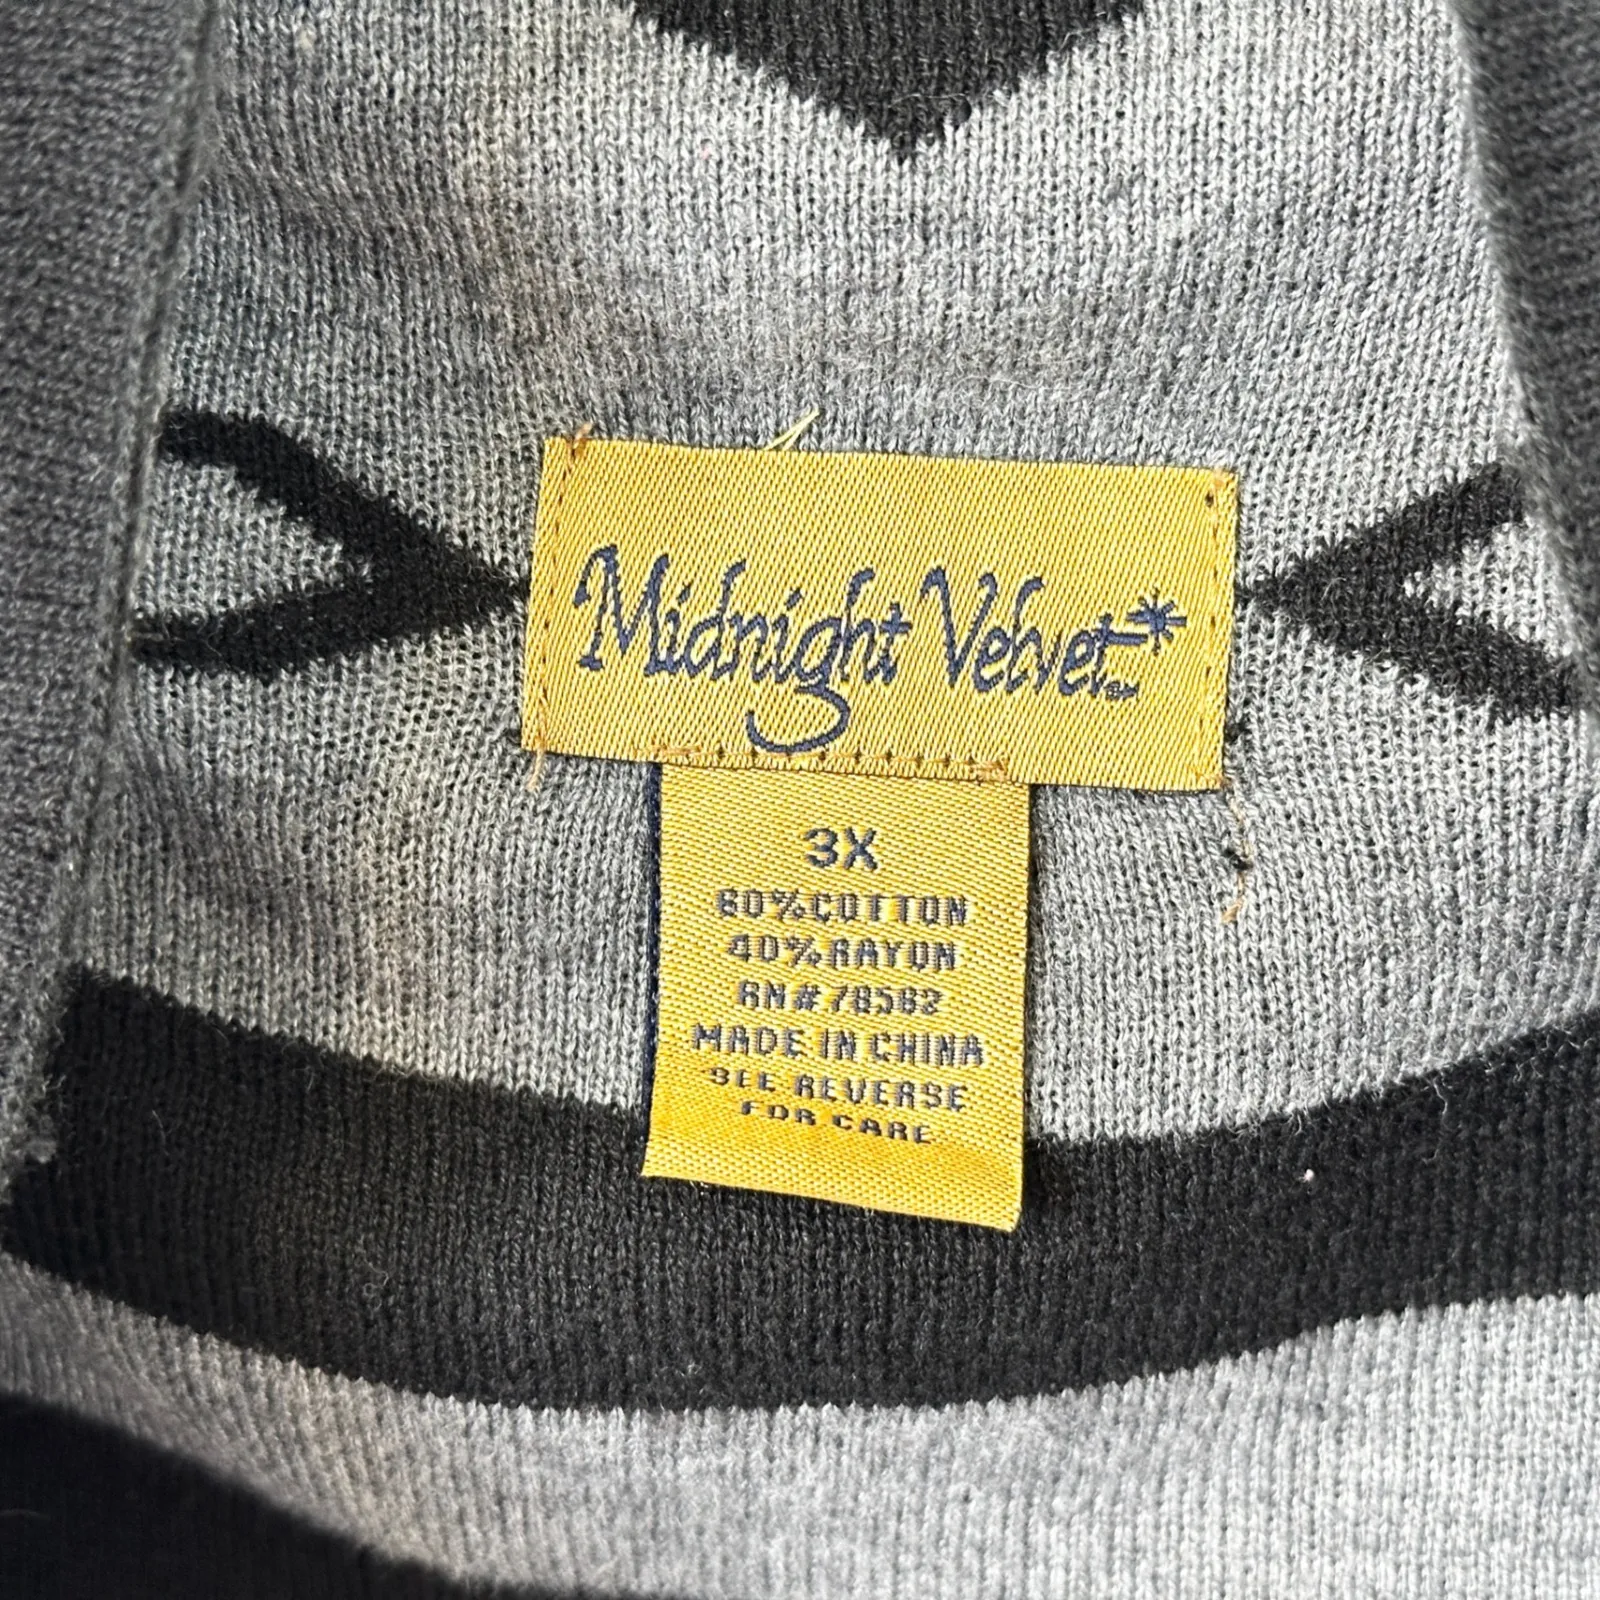 Midnight Velvet
3X
60%COTTON
40%RAYON
RN#78582
MADE IN CHINA
SEE REVERSE
FOR CARE